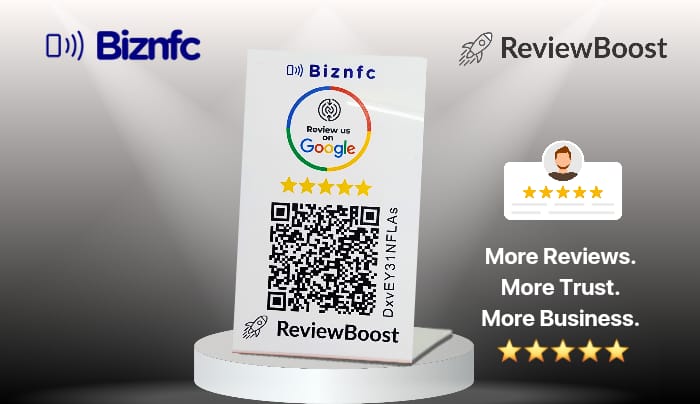 Biznfc
ReviewBoost
Biznfc
Review us
on
Google
DxvEY31NFLAs
ReviewBoost
More Reviews.
More Trust.
More Business.